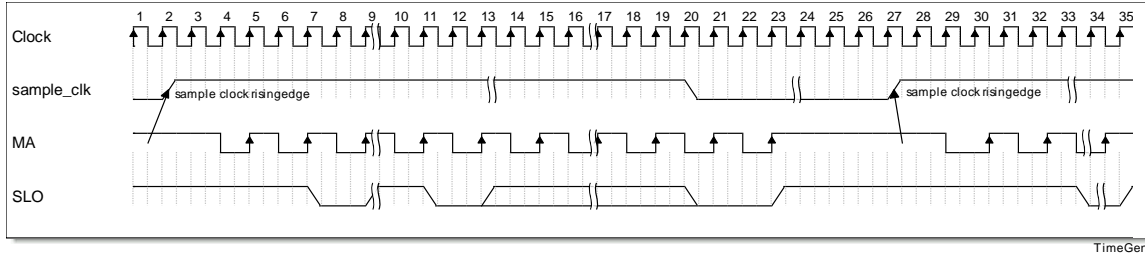 1 2 3 4 5 6 7 8 9 10 11 12 13 14 15 16 17 18 19 20 21 22 23 24 25 26 27 28 29 30 31 32 33 34 35
Clock
sample_clk
sample clock risingedge
sample clock risingedge
MA
SLO
TimeGen